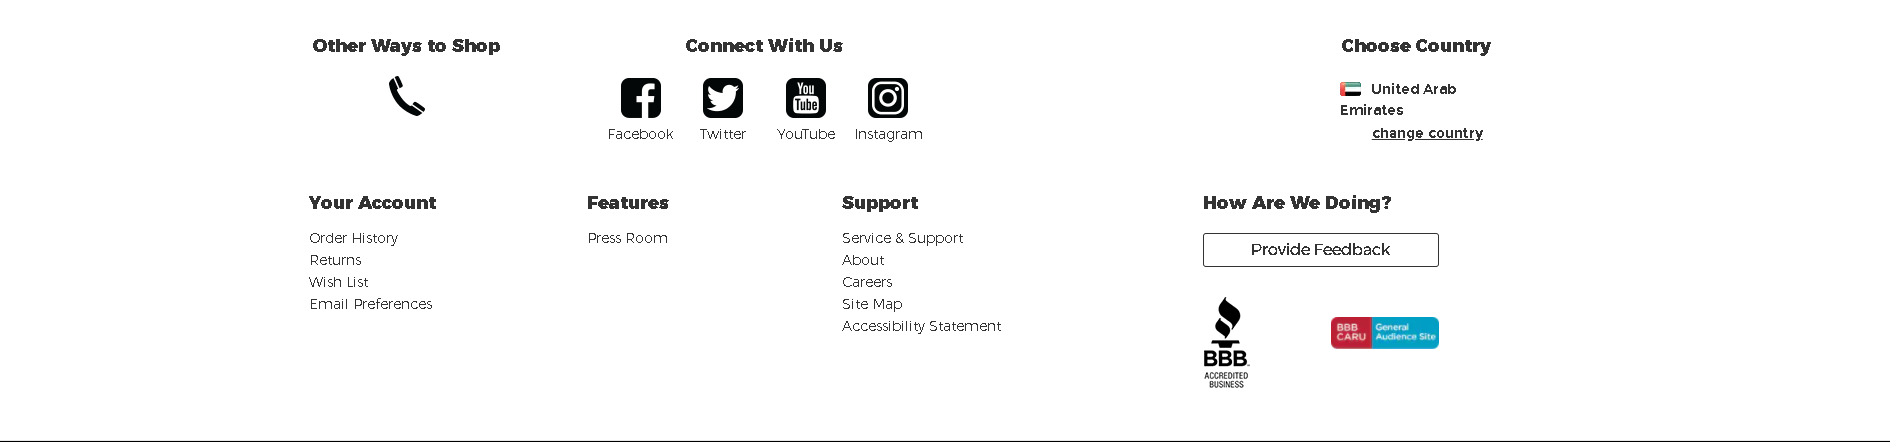 Other Ways to Shop
Connect With Us
Facebook
Twitter
You
Tube
YouTube
Instagram
Choose Country
United Arab
Emirates
change country
Your Account
Order History
Returns
Wish List
Email Preferences
Features
Press Room
Support
Service & Support
About
Careers
Site Map
Accessibility Statement
How Are We Doing?
Provide Feedback
BBB
ACCREDITED
BUSINESS
BBB
CARU
General
Audience Site